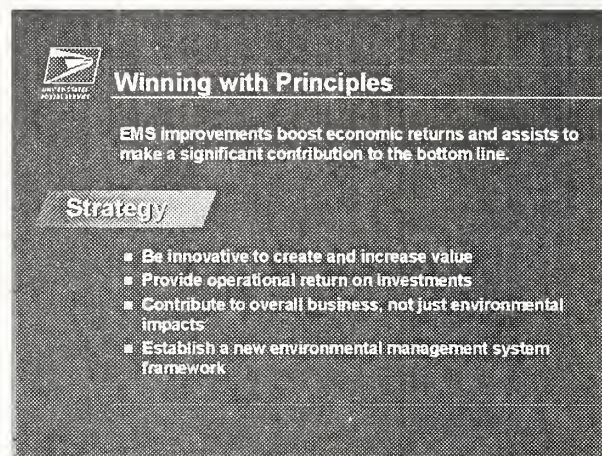 UNITED STATES
POSTAL SERVICE
Winning with Principles
EMS improvements boost economic returns and assists to
make a significant contribution to the bottom line.
Strategy
■ Be innovative to create and increase value
■ Provide operational return on Investments
■ Contribute to overall business, not just environmental
impacts
■ Establish a new environmental management system
framework